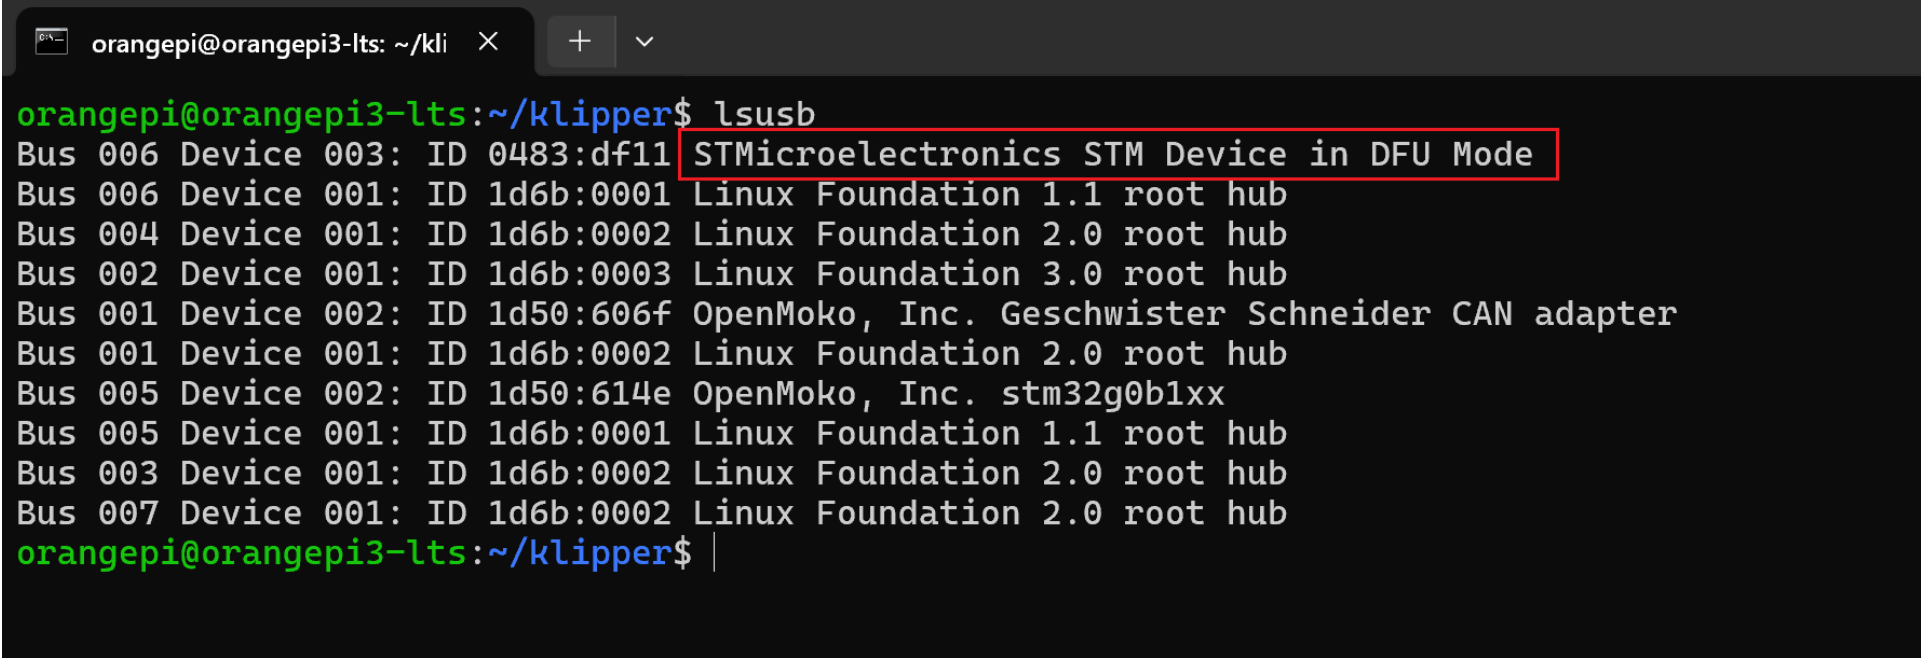 orangepi@orangepi3-lts: ~/kli
orangepi@orangepi3-lts:~/klipper$ lsusb
Bus 006 Device 003: ID 0483:df11 STMicroelectronics STM Device in DFU Mode
Bus 006 Device 001: ID 1d6b:0001 Linux Foundation 1.1 root hub
Bus 004 Device 001: ID 1d6b:0002 Linux Foundation 2.0 root hub
Bus 002 Device 001: ID 1d6b:0003 Linux Foundation 3.0 root hub
Bus 001 Device 002: ID 1d50:606f OpenMoko, Inc. Geschwister Schneider CAN adapter
Bus 001 Device 001: ID 1d6b:0002 Linux Foundation 2.0 root hub
Bus 005 Device 002: ID 1d50:614e OpenMoko, Inc. stm32g0b1xx
Bus 005 Device 001: ID 1d6b:0001 Linux Foundation 1.1 root hub
Bus 003 Device 001: ID 1d6b:0002 Linux Foundation 2.0 root hub
Bus 007 Device 001: ID 1d6b:0002 Linux Foundation 2.0 root hub
orangepi@orangepi3-lts:~/klipper$